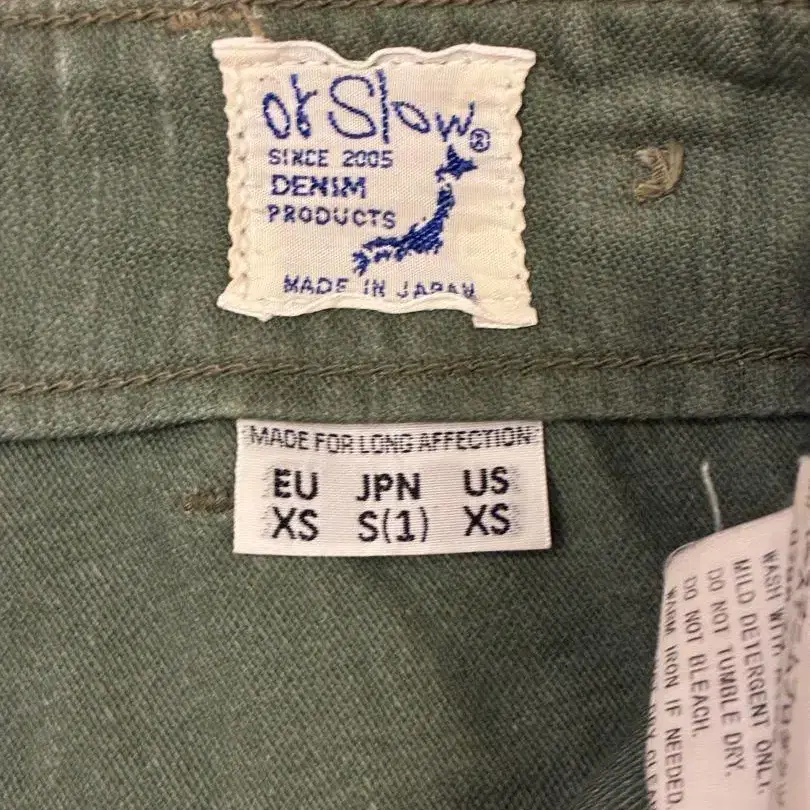 or Slow®
SINCE 2005
DENIM
PRODUCTS
MADE IN JAPAN
MADE FOR LONG AFFECTION
EU JPN US
XS S(1) XS
WASH WITH
MILD DETERGENT ONLY.
DO NOT TUMBLE DRY.
DO NOT BLEACH.
WARM IRON IF NEEDED